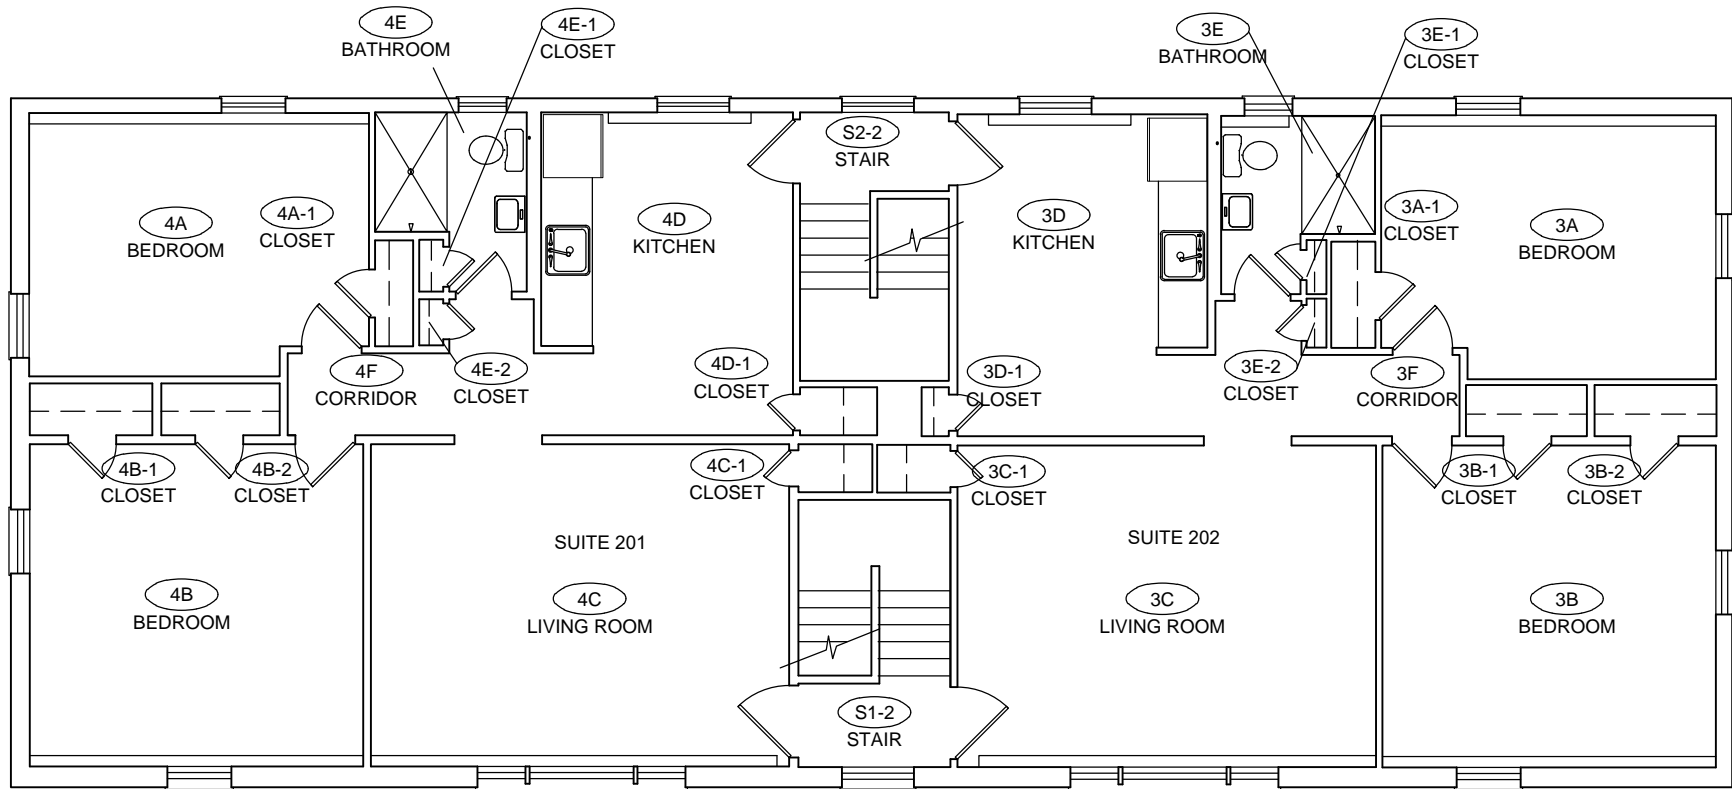 4E
BATHROOM
4E-1
CLOSET
3E
BATHROOM
3E-1
CLOSET
S2-2
STAIR
4A
BEDROOM
4A-1
CLOSET
4D
KITCHEN
3D
KITCHEN
3A-1
CLOSET
3A
BEDROOM
4F
CORRIDOR
4E-2
CLOSET
4D-1
CLOSET
3D-1
CLOSET
3E-2
CLOSET
3F
CORRIDOR
4B-1
CLOSET
4B-2
CLOSET
4C-1
CLOSET
3C-1
CLOSET
3B-1
CLOSET
3B-2
CLOSET
SUITE 201
SUITE 202
4B
BEDROOM
4C
LIVING ROOM
3C
LIVING ROOM
3B
BEDROOM
S1-2
STAIR